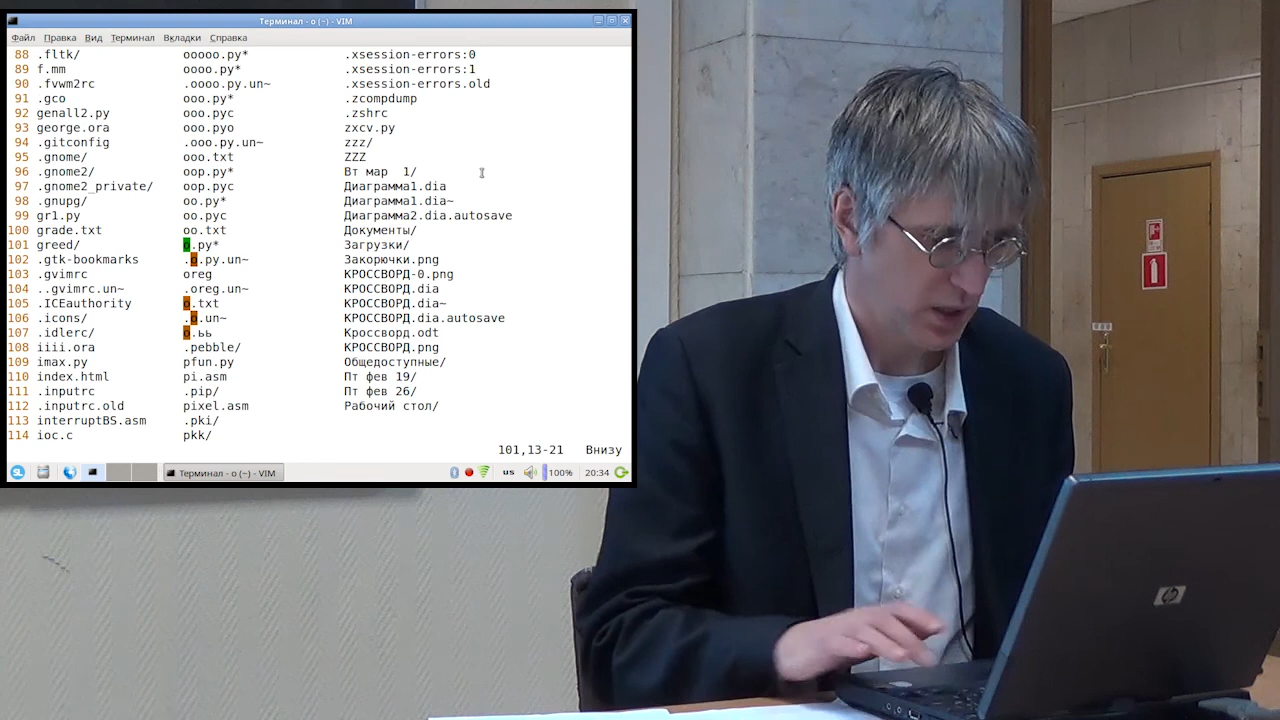 Терминал - o (~) - VIM
Файл Правка Вид Терминал Вкладки Справка
88 .fltk/ ooooo.py* .xsession-errors:0
89 f.mm oooo.py* .xsession-errors:1
90 .fvwm2rc .oooo.py.un~ .xsession-errors.old
91 .gco ooo.py* .zcompdump
92 genall2.py ooo.pyc .zshrc
93 george.ora ooo.pyo zxcv.py
94 .gitconfig .ooo.py.un~ zzz/
95 .gnome/ ooo.txt ZZZ
96 .gnome2/ oop.py* Вт мар  1/
97 .gnome2_private/ oop.pyc Диаграмма1.dia
98 .gnupg/ oo.py* Диаграмма1.dia~
99 gr1.py oo.pyc Диаграмма2.dia.autosave
100 grade.txt oo.txt Документы/
101 greed/ o.py* Загрузки/
102 .gtk-bookmarks .o.py.un~ Закорючки.png
103 .gvimrc oreg КРОССВОРД-0.png
104 ..gvimrc.un~ .oreg.un~ КРОССВОРД.dia
105 .ICEauthority o.txt КРОССВОРД.dia~
106 .icons/ .o.un~ КРОССВОРД.dia.autosave
107 .idlerc/ o.ьь Кроссворд.odt
108 iiii.ora .pebble/ КРОССВОРД.png
109 imax.py pfun.py Общедоступные/
110 index.html pi.asm Пт фев 19/
111 .inputrc .pip/ Пт фев 26/
112 .inputrc.old pixel.asm Рабочий стол/
113 interruptBS.asm .pki/
114 ioc.c pkk/
101,13-21 Внизу
Терминал - o (~) - VIM us 100% 20:34
hp